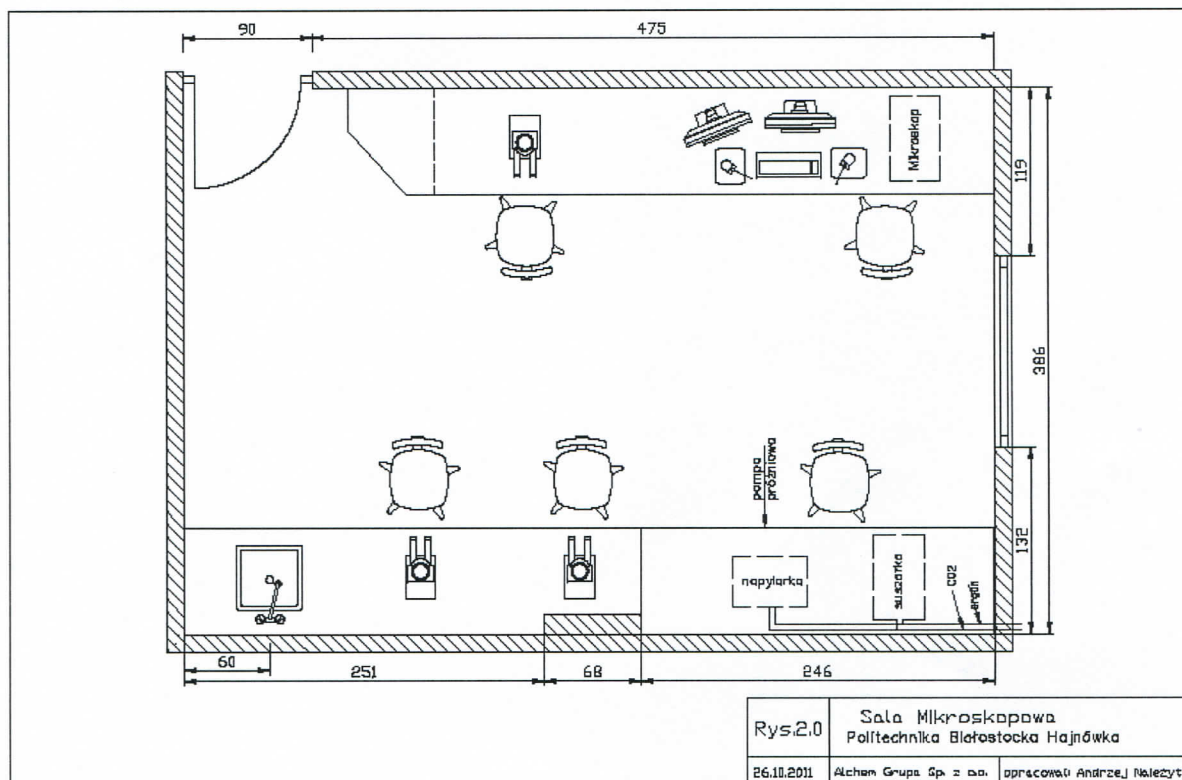 90
475
Mikroskop
119
386
pompa
próżniowa
132
napylarka
suszarka
CO2
argon
60
251
68
246
Rys.2.0
Sala Mikroskopowa
Politechnika Białostocka Hajnówka
26.10.2011
Alchem Grupa Sp. z o.o.
opracował: Andrzej Należyt